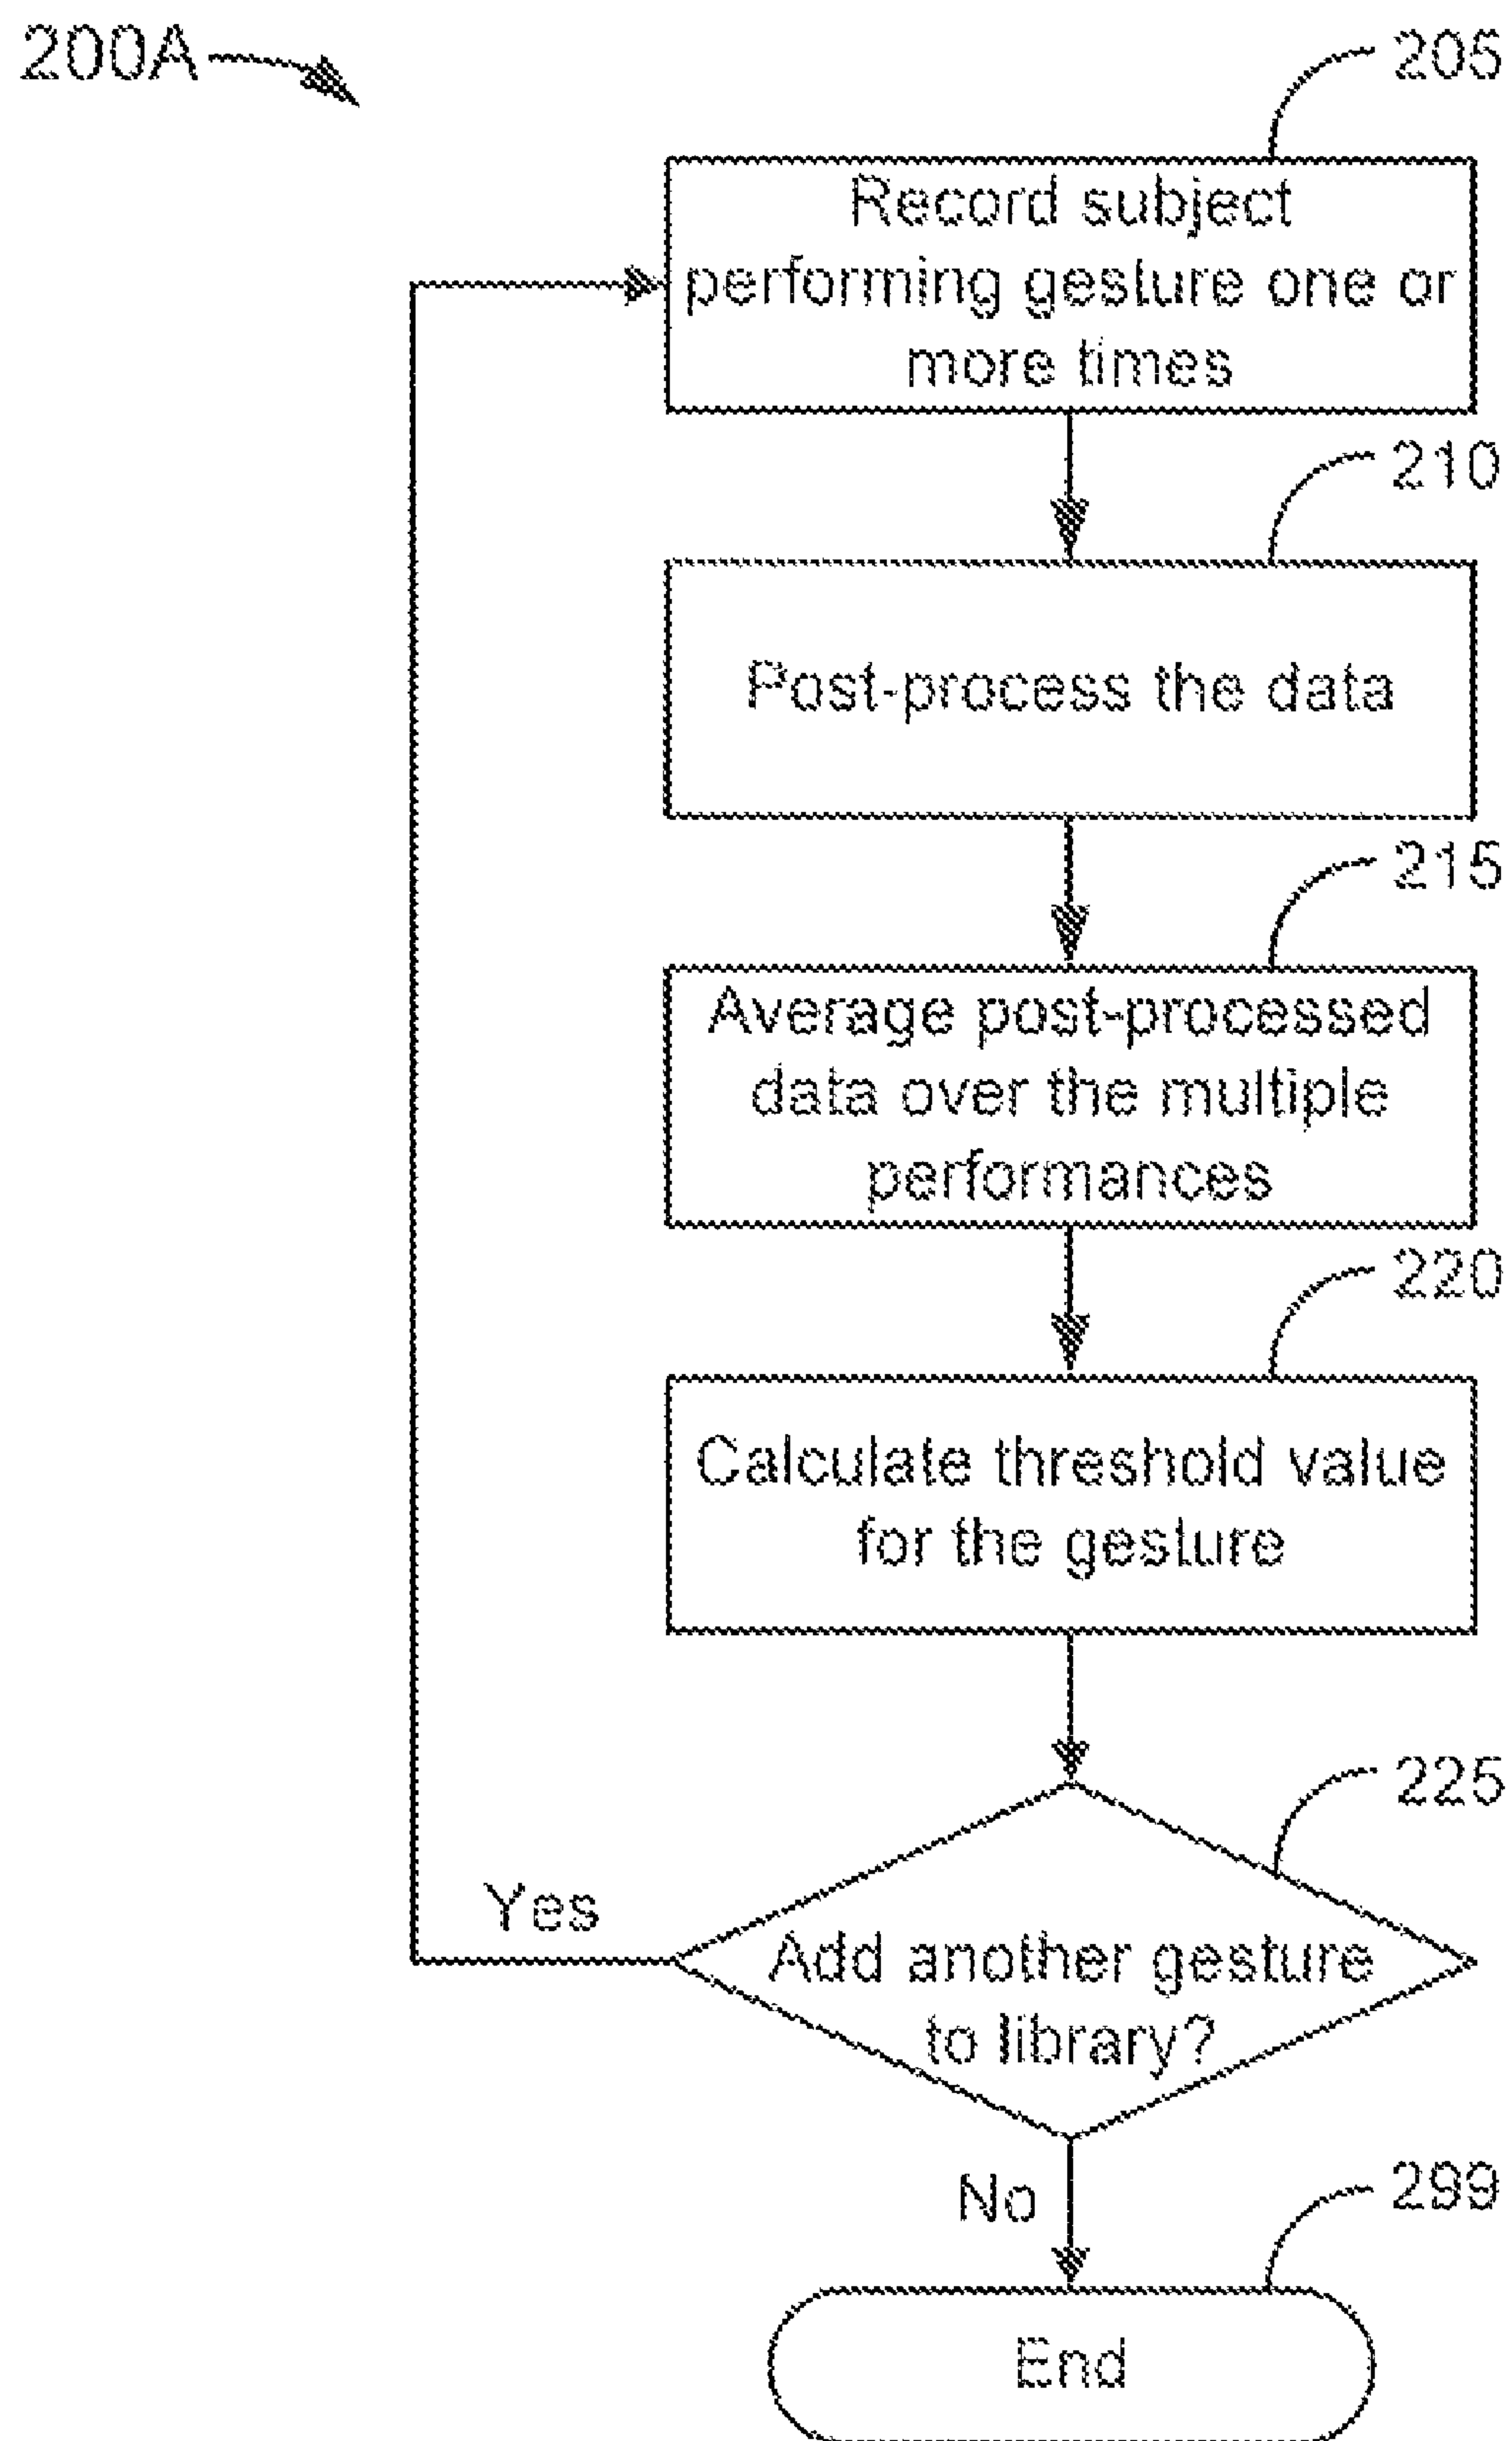 200A
205
Record subject
performing gesture one or
more times
210
Post-process the data
215
Average post-processed
data over the multiple
performances
220
Calculate threshold value
for the gesture
225
Yes
Add another gesture
to library?
No
299
End